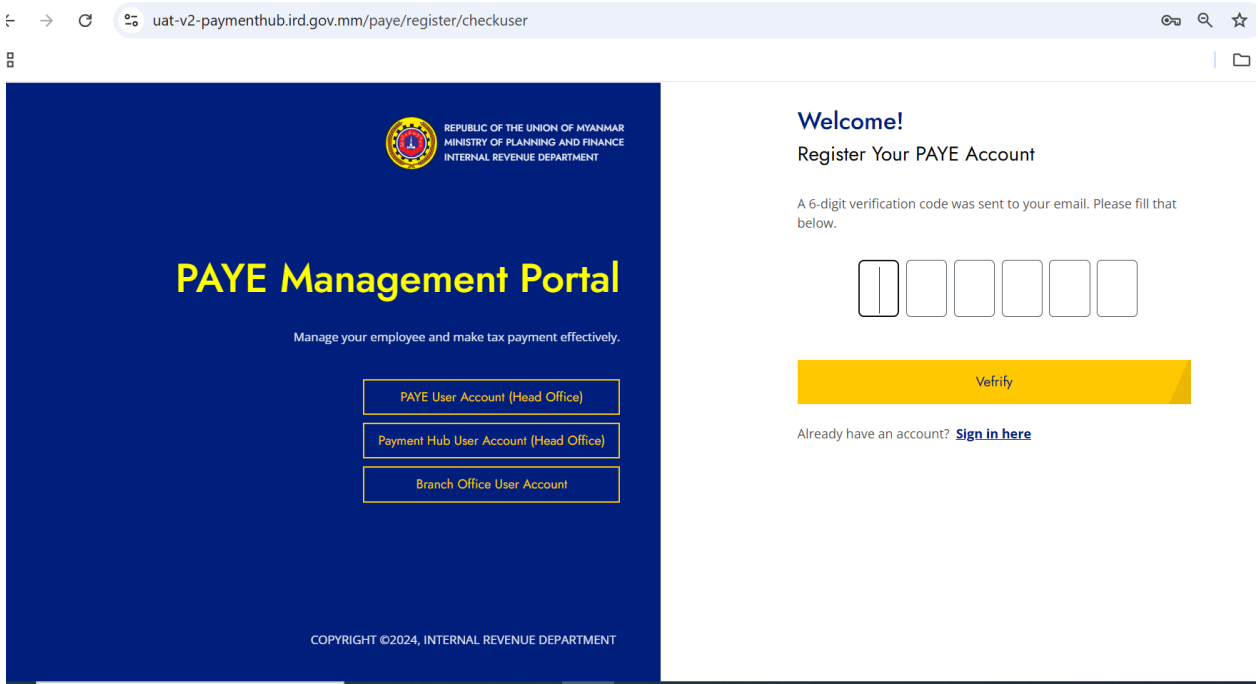 uat-v2-paymenthub.ird.gov.mm/paye/register/checkuser
REPUBLIC OF THE UNION OF MYANMAR
MINISTRY OF PLANNING AND FINANCE
INTERNAL REVENUE DEPARTMENT
PAYE Management Portal
Manage your employee and make tax payment effectively.
PAYE User Account (Head Office)
Payment Hub User Account (Head Office)
Branch Office User Account
COPYRIGHT ©2024, INTERNAL REVENUE DEPARTMENT
Welcome!
Register Your PAYE Account
A 6-digit verification code was sent to your email. Please fill that
below.
Vefrify
Already have an account? Sign in here